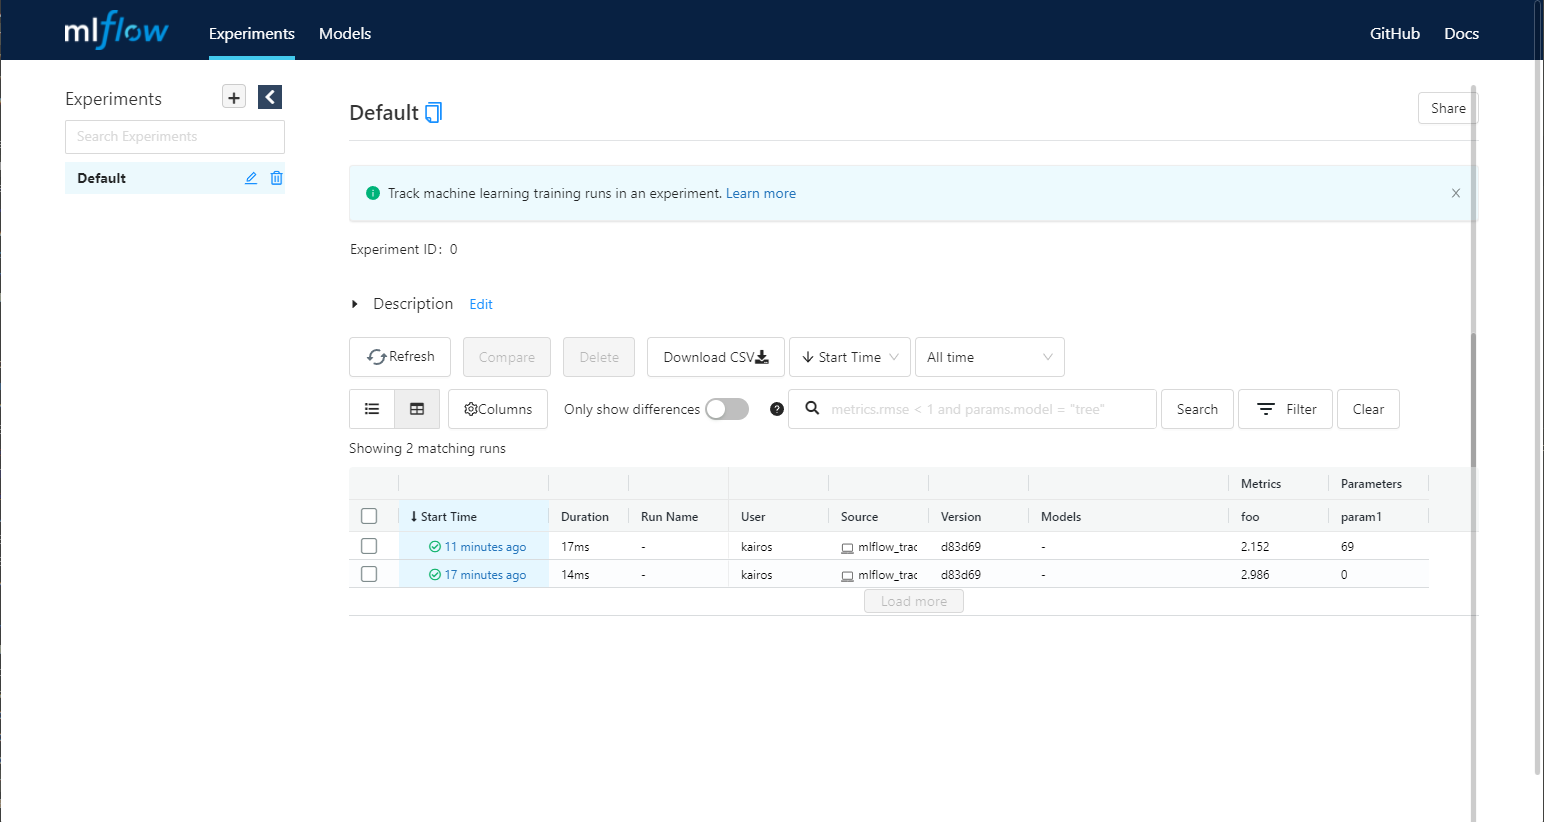 mlflow Experiments Models GitHub Docs
Experiments
Search Experiments
Default
Default
Share
Track machine learning training runs in an experiment. Learn more
Experiment ID: 0
Description Edit
Refresh Compare Delete Download CSV Start Time All time
Columns Only show differences metrics.rmse < 1 and params.model = "tree" Search Filter Clear
Showing 2 matching runs
Metrics Parameters
Start Time Duration Run Name User Source Version Models foo param1
11 minutes ago 17ms - kairos mlflow_trac d83d69 - 2.152 69
17 minutes ago 14ms - kairos mlflow_trac d83d69 - 2.986 0
Load more